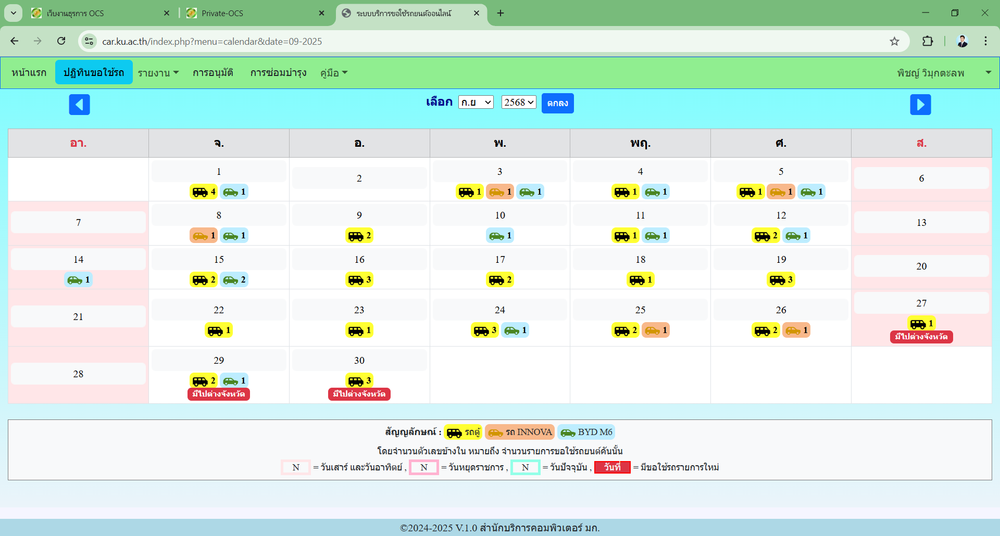 เว็บงานธุรการ OCS
Private-OCS
ระบบบริการขอใช้รถยนต์ออนไลน์
car.ku.ac.th/index.php?menu=calendar&date=09-2025
หน้าแรก ปฏิทินขอใช้รถ รายงาน การอนุมัติ การซ่อมบำรุง คู่มือ พิชญ์ วิมุกตะลพ
เลือก ก.ย 2568 ตกลง
อา. จ. อ. พ. พฤ. ศ. ส.
1 2 3 4 5 6
4 1 1 1 1 1 1 1 1 1
7 8 9 10 11 12 13
1 1 2 1 1 1 2 1
14 15 16 17 18 19 20
1 2 2 3 2 1 3
21 22 23 24 25 26 27
1 1 3 1 2 1 2 1 1
มีไปต่างจังหวัด
28 29 30
2 1 3
มีไปต่างจังหวัด มีไปต่างจังหวัด
สัญญลักษณ์ : รถตู้ รถ INNOVA BYD M6
โดยจำนวนตัวเลขข้างใน หมายถึง จำนวนรายการขอใช้รถยนต์คันนั้น
N = วันเสาร์ และวันอาทิตย์ , N = วันหยุดราชการ , N = วันปัจจุบัน , วันที่ = มีขอใช้รถรายการใหม่
©2024-2025 V.1.0 สำนักบริการคอมพิวเตอร์ มก.